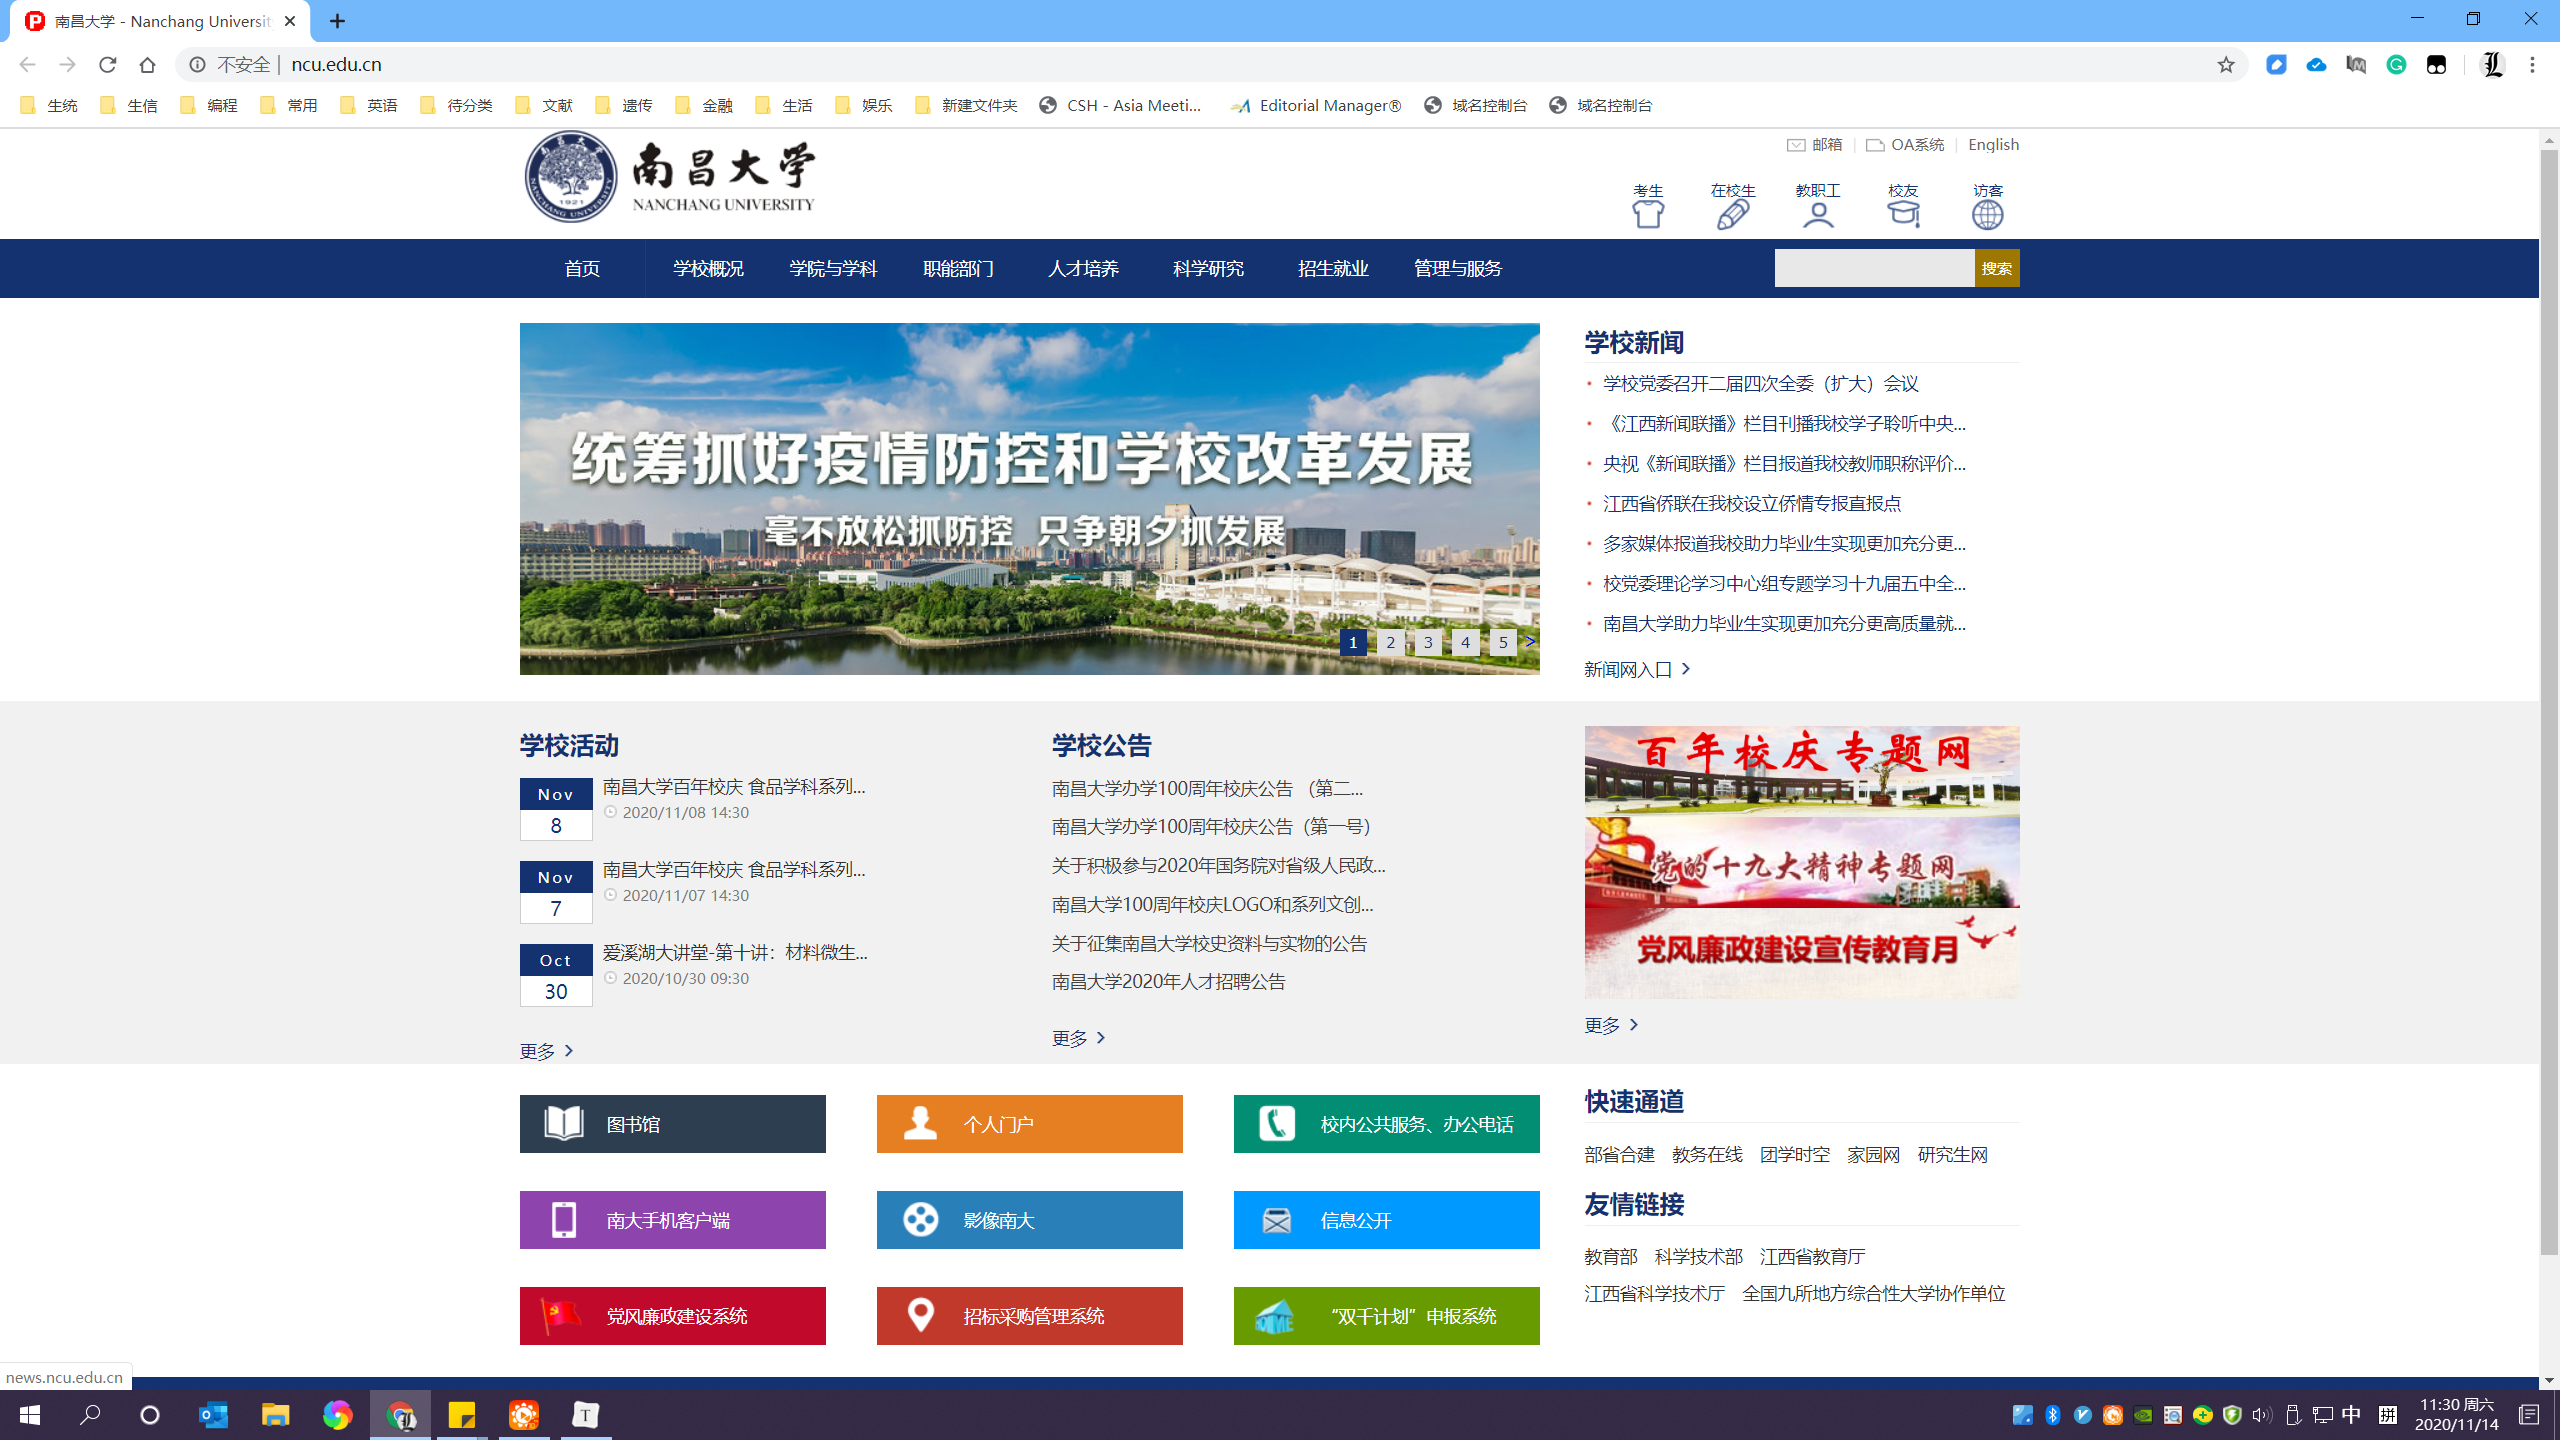 南昌大学 - Nanchang Universit
不安全 | ncu.edu.cn
生统 生信 编程 常用 英语 待分类 文献 遗传 金融 生活 娱乐 新建文件夹 CSH - Asia Meeti... Editorial Manager® 域名控制台 域名控制台
南昌大学
NANCHANG UNIVERSITY
NANCHANG UNIVERSITY
1921
邮箱 OA系统 English
考生 在校生 教职工 校友 访客
首页 学校概况 学院与学科 职能部门 人才培养 科学研究 招生就业 管理与服务 搜索
统筹抓好疫情防控和学校改革发展
毫不放松抓防控 只争朝夕抓发展
1 2 3 4 5 >
学校新闻
学校党委召开二届四次全委（扩大）会议
《江西新闻联播》栏目刊播我校学子聆听中央...
央视《新闻联播》栏目报道我校教师职称评价...
江西省侨联在我校设立侨情专报直报点
多家媒体报道我校助力毕业生实现更加充分更...
校党委理论学习中心组专题学习十九届五中全...
南昌大学助力毕业生实现更加充分更高质量就...
新闻网入口
学校活动
Nov
8
南昌大学百年校庆 食品学科系列...
2020/11/08 14:30
Nov
7
南昌大学百年校庆 食品学科系列...
2020/11/07 14:30
Oct
30
爱溪湖大讲堂-第十讲：材料微生...
2020/10/30 09:30
更多
学校公告
南昌大学办学100周年校庆公告 （第二...
南昌大学办学100周年校庆公告（第一号）
关于积极参与2020年国务院对省级人民政...
南昌大学100周年校庆LOGO和系列文创...
关于征集南昌大学校史资料与实物的公告
南昌大学2020年人才招聘公告
更多
百年校庆专题网
党的十九大精神专题网
党风廉政建设宣传教育月
更多
图书馆 个人门户 校内公共服务、办公电话
南大手机客户端 影像南大 信息公开
党风廉政建设系统 招标采购管理系统 “双千计划”申报系统
快速通道
部省合建 教务在线 团学时空 家园网 研究生网
友情链接
教育部 科学技术部 江西省教育厅
江西省科学技术厅 全国九所地方综合性大学协作单位
news.ncu.edu.cn
中 拼
11:30 周六
2020/11/14